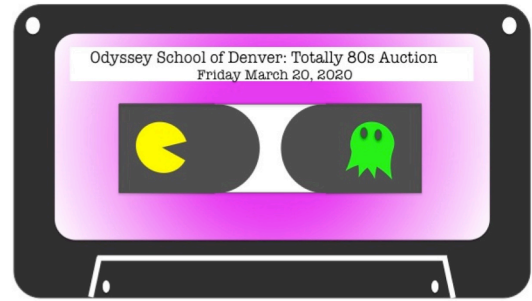 Odyssey School of Denver: Totally 80s Auction
Friday March 20, 2020